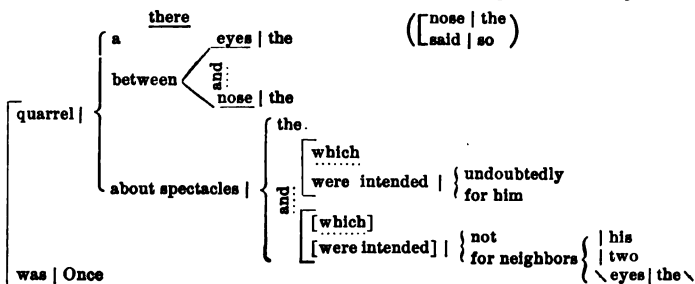 there
a
eyes | the
([nose | the
said | so)
between
and
nose | the
quarrel |
the.
which
were intended | { undoubtedly
for him
about spectacles |
and
[which]
[were intended] | { not
for neighbors { | his
| two
\ eyes | the \
was | Once